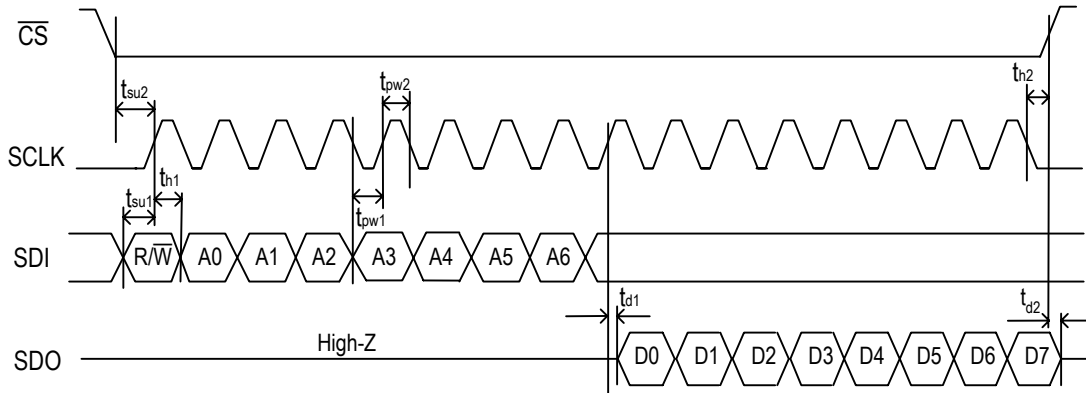 CS
tsu2
tpw2
th2
SCLK
tsu1
th1
tpw1
SDI
R/W
A0
A1
A2
A3
A4
A5
A6
td1
td2
SDO
High-Z
D0
D1
D2
D3
D4
D5
D6
D7